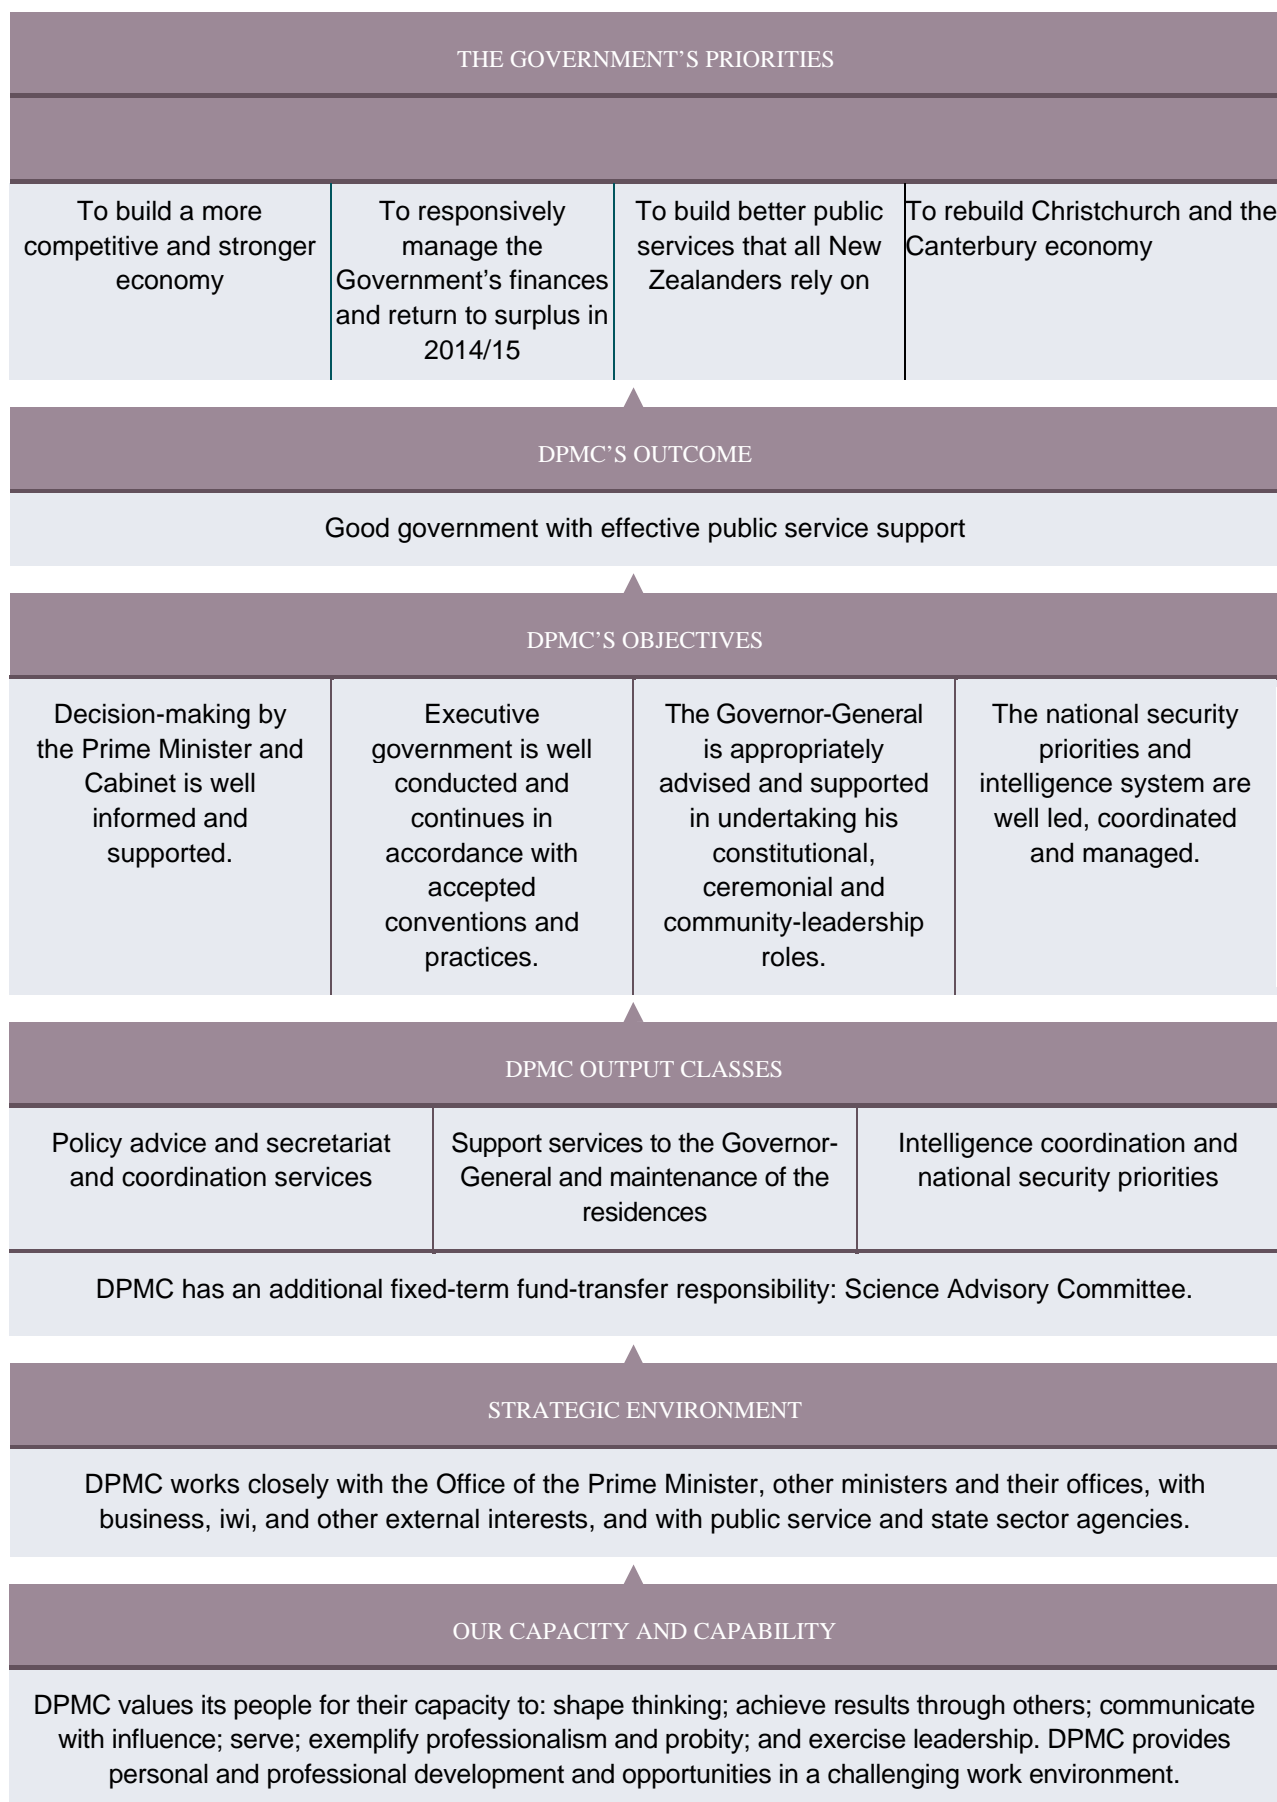 THE GOVERNMENT’S PRIORITIES
To build a more
competitive and stronger
economy
To responsively
manage the
Government’s finances
and return to surplus in
2014/15
To build better public
services that all New
Zealanders rely on
To rebuild Christchurch and the
Canterbury economy
DPMC’S OUTCOME
Good government with effective public service support
DPMC’S OBJECTIVES
Decision-making by
the Prime Minister and
Cabinet is well
informed and
supported.
Executive
government is well
conducted and
continues in
accordance with
accepted
conventions and
practices.
The Governor-General
is appropriately
advised and supported
in undertaking his
constitutional,
ceremonial and
community-leadership
roles.
The national security
priorities and
intelligence system are
well led, coordinated
and managed.
DPMC OUTPUT CLASSES
Policy advice and secretariat
and coordination services
Support services to the Governor-
General and maintenance of the
residences
Intelligence coordination and
national security priorities
DPMC has an additional fixed-term fund-transfer responsibility: Science Advisory Committee.
STRATEGIC ENVIRONMENT
DPMC works closely with the Office of the Prime Minister, other ministers and their offices, with
business, iwi, and other external interests, and with public service and state sector agencies.
OUR CAPACITY AND CAPABILITY
DPMC values its people for their capacity to: shape thinking; achieve results through others; communicate
with influence; serve; exemplify professionalism and probity; and exercise leadership. DPMC provides
personal and professional development and opportunities in a challenging work environment.